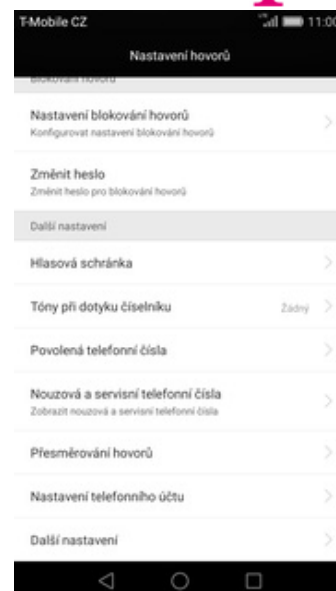 T-Mobile CZ 11:00
Nastavení hovorů
Blokování hovorů
Nastavení blokování hovorů
Konfigurovat nastavení blokování hovorů
Změnit heslo
Změnit heslo pro blokování hovorů
Další nastavení
Hlasová schránka
Tóny při dotyku číselníku Žádný
Povolená telefonní čísla
Nouzová a servisní telefonní čísla
Zobrazit nouzová a servisní telefonní čísla
Přesměrování hovorů
Nastavení telefonního účtu
Další nastavení